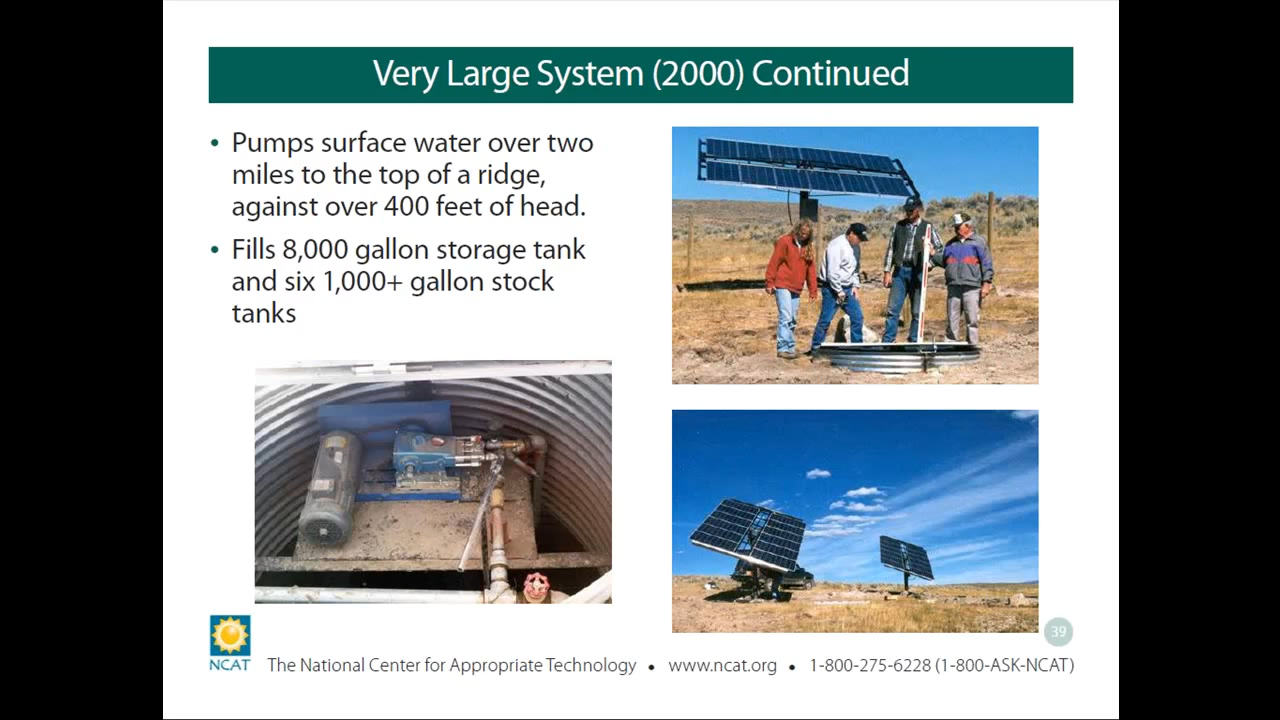 Very Large System (2000) Continued
• Pumps surface water over two
miles to the top of a ridge,
against over 400 feet of head.
• Fills 8,000 gallon storage tank
and six 1,000+ gallon stock
tanks
39
NCAT
The National Center for Appropriate Technology • www.ncat.org • 1-800-275-6228 (1-800-ASK-NCAT)